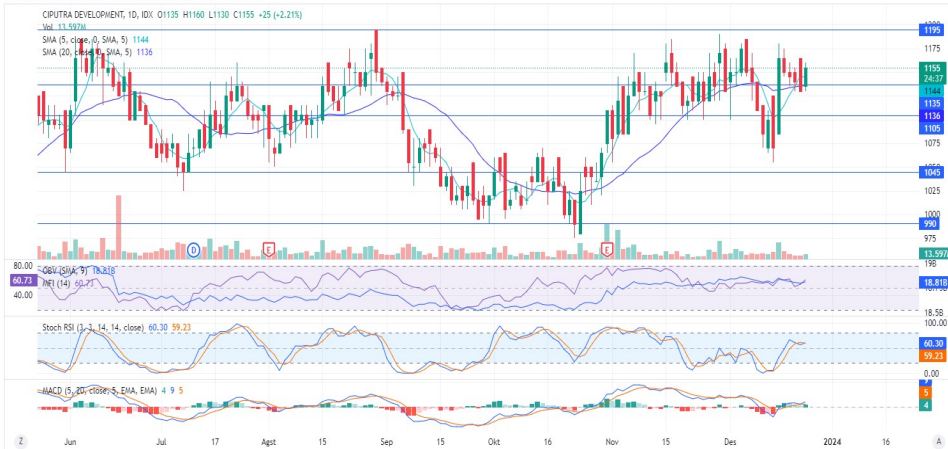 CIPUTRA DEVELOPMENT, 1D, IDX O1135 H1160 L1130 C1155 +25 (+2.21%)
Vol 13.597M
SMA (5, close, 0, SMA, 5) 1144
SMA (20, close, 0, SMA, 5) 1136
1195
1175
1155
24:37
1144
1135
1136
1105
1075
1045
1025
1000
990
975
D
E
E
13.597M
OBV (SMA, 9) 18.81B
MFI (14) 60.73
80.00
60.73
40.00
19B
18.81B
18.5B
Stoch RSI (3, 3, 14, 14, close) 60.30 59.23
100.00
60.30
59.23
0.00
MACD (5, 20, close, 5, EMA, EMA) 4 9 5
9
5
4
Z Jun Jul 17 Agst 15 Sep 15 Okt 16 Nov 15 Des 2024 16 A